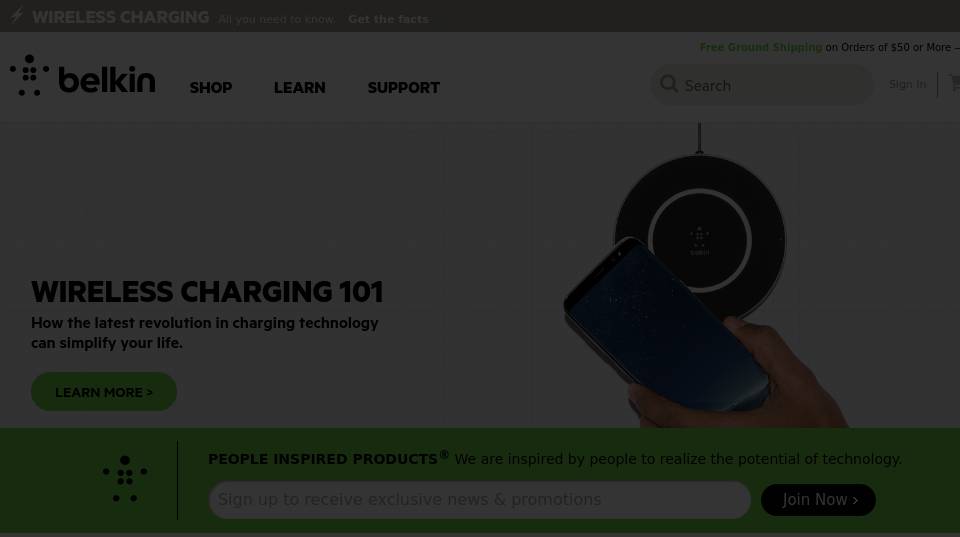 WIRELESS CHARGING All you need to know. Get the facts
Free Ground Shipping on Orders of $50 or More –
belkin
SHOP LEARN SUPPORT
Search
Sign In
belkin
WIRELESS CHARGING 101
How the latest revolution in charging technology
can simplify your life.
LEARN MORE >
PEOPLE INSPIRED PRODUCTS® We are inspired by people to realize the potential of technology.
Sign up to receive exclusive news & promotions
Join Now ›